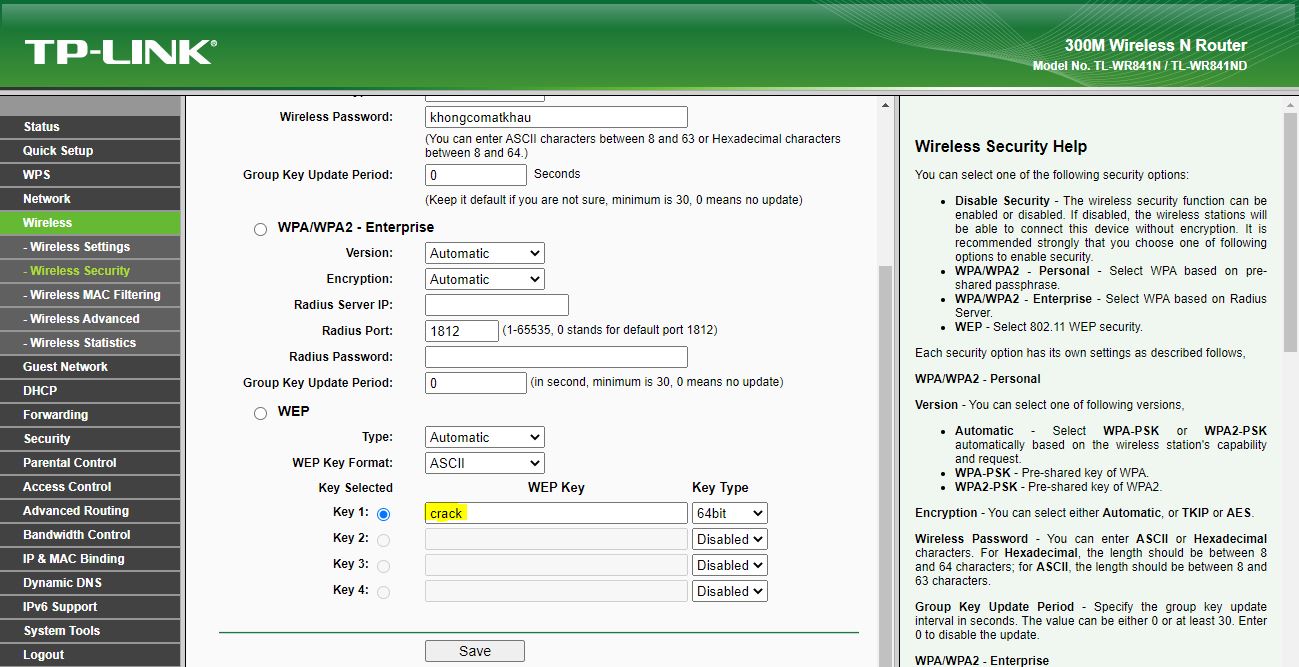 TP-LINK®
300M Wireless N Router
Model No. TL-WR841N / TL-WR841ND
Status
Quick Setup
WPS
Network
Wireless
- Wireless Settings
- Wireless Security
- Wireless MAC Filtering
- Wireless Advanced
- Wireless Statistics
Guest Network
DHCP
Forwarding
Security
Parental Control
Access Control
Advanced Routing
Bandwidth Control
IP & MAC Binding
Dynamic DNS
IPv6 Support
System Tools
Logout
Wireless Password: khongcomatkhau
(You can enter ASCII characters between 8 and 63 or Hexadecimal characters
between 8 and 64.)
Group Key Update Period: 0 Seconds
(Keep it default if you are not sure, minimum is 30, 0 means no update)
WPA/WPA2 - Enterprise
Version: Automatic
Encryption: Automatic
Radius Server IP:
Radius Port: 1812 (1-65535, 0 stands for default port 1812)
Radius Password:
Group Key Update Period: 0 (in second, minimum is 30, 0 means no update)
WEP
Type: Automatic
WEP Key Format: ASCII
Key Selected WEP Key Key Type
Key 1: crack 64bit
Key 2: Disabled
Key 3: Disabled
Key 4: Disabled
Save
Wireless Security Help
You can select one of the following security options:
• Disable Security - The wireless security function can be
enabled or disabled. If disabled, the wireless stations will
be able to connect this device without encryption. It is
recommended strongly that you choose one of following
options to enable security.
• WPA/WPA2 - Personal - Select WPA based on pre-
shared passphrase.
• WPA/WPA2 - Enterprise - Select WPA based on Radius
Server.
• WEP - Select 802.11 WEP security.
Each security option has its own settings as described follows,
WPA/WPA2 - Personal
Version - You can select one of following versions,
• Automatic - Select WPA-PSK or WPA2-PSK
automatically based on the wireless station's capability
and request.
• WPA-PSK - Pre-shared key of WPA.
• WPA2-PSK - Pre-shared key of WPA2.
Encryption - You can select either Automatic, or TKIP or AES.
Wireless Password - You can enter ASCII or Hexadecimal
characters. For Hexadecimal, the length should be between 8
and 64 characters; for ASCII, the length should be between 8 and
63 characters.
Group Key Update Period - Specify the group key update
interval in seconds. The value can be either 0 or at least 30. Enter
0 to disable the update.
WPA/WPA2 - Enterprise